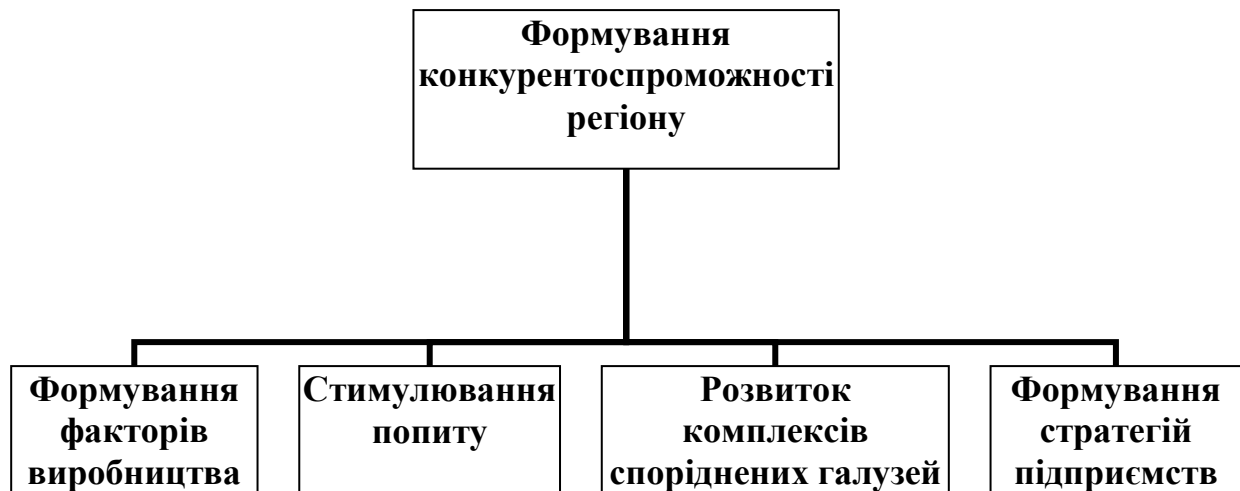 Формування
конкурентоспроможності
регіону
Формування
факторів
виробництва
Стимулювання
попиту
Розвиток
комплексів
споріднених галузей
Формування
стратегій
підприємств